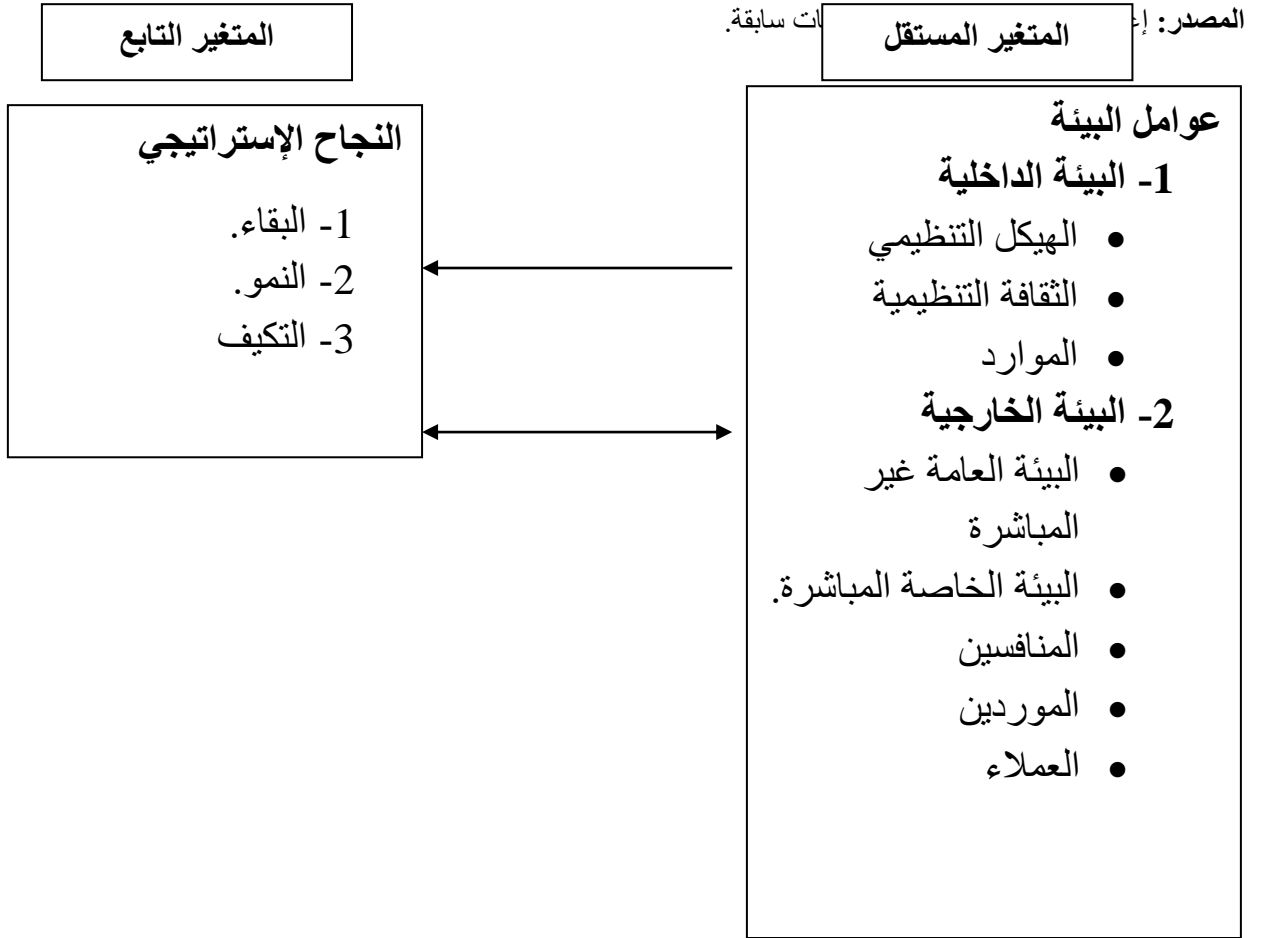 المصدر: إع
ات سابقة.
المتغير المستقل
المتغير التابع
عوامل البيئة
1- البيئة الداخلية
• الهيكل التنظيمي
• الثقافة التنظيمية
• الموارد
2- البيئة الخارجية
• البيئة العامة غير
المباشرة
• البيئة الخاصة المباشرة.
• المنافسين
• الموردين
• العملاء
النجاح الإستراتيجي
1- البقاء.
2- النمو.
3- التكيف